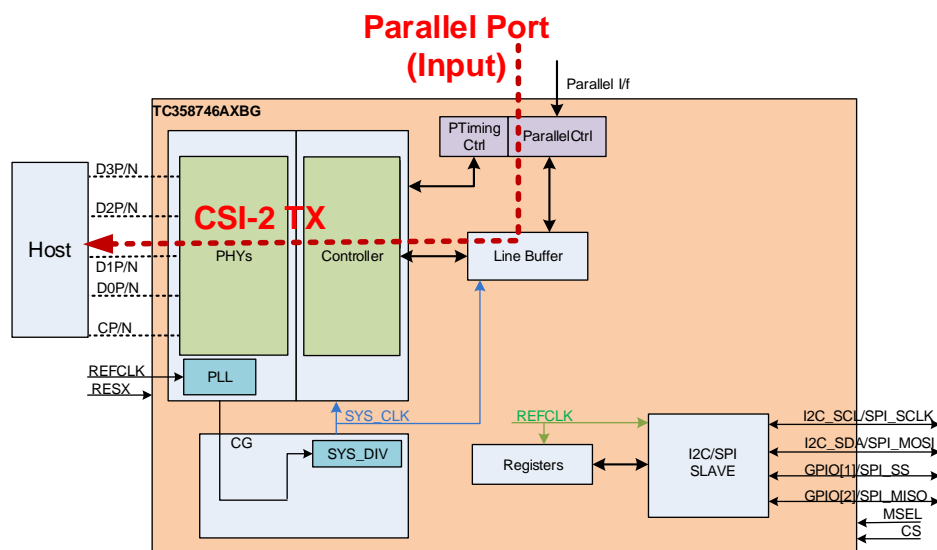 Parallel Port
(Input)
Parallel I/f
TC358746AXBG
PTiming
Ctrl
ParallelCtrl
D3P/N
D2P/N
CSI-2 TX
Host
PHYs
Controller
Line Buffer
D1P/N
D0P/N
CP/N
REFCLK
PLL
RESX
SYS_CLK
REFCLK
I2C_SCL/SPI_SCLK
CG
SYS_DIV
I2C_SDA/SPI_MOSI
Registers
I2C/SPI
SLAVE
GPIO[1]/SPI_SS
GPIO[2]/SPI_MISO
MSEL
CS